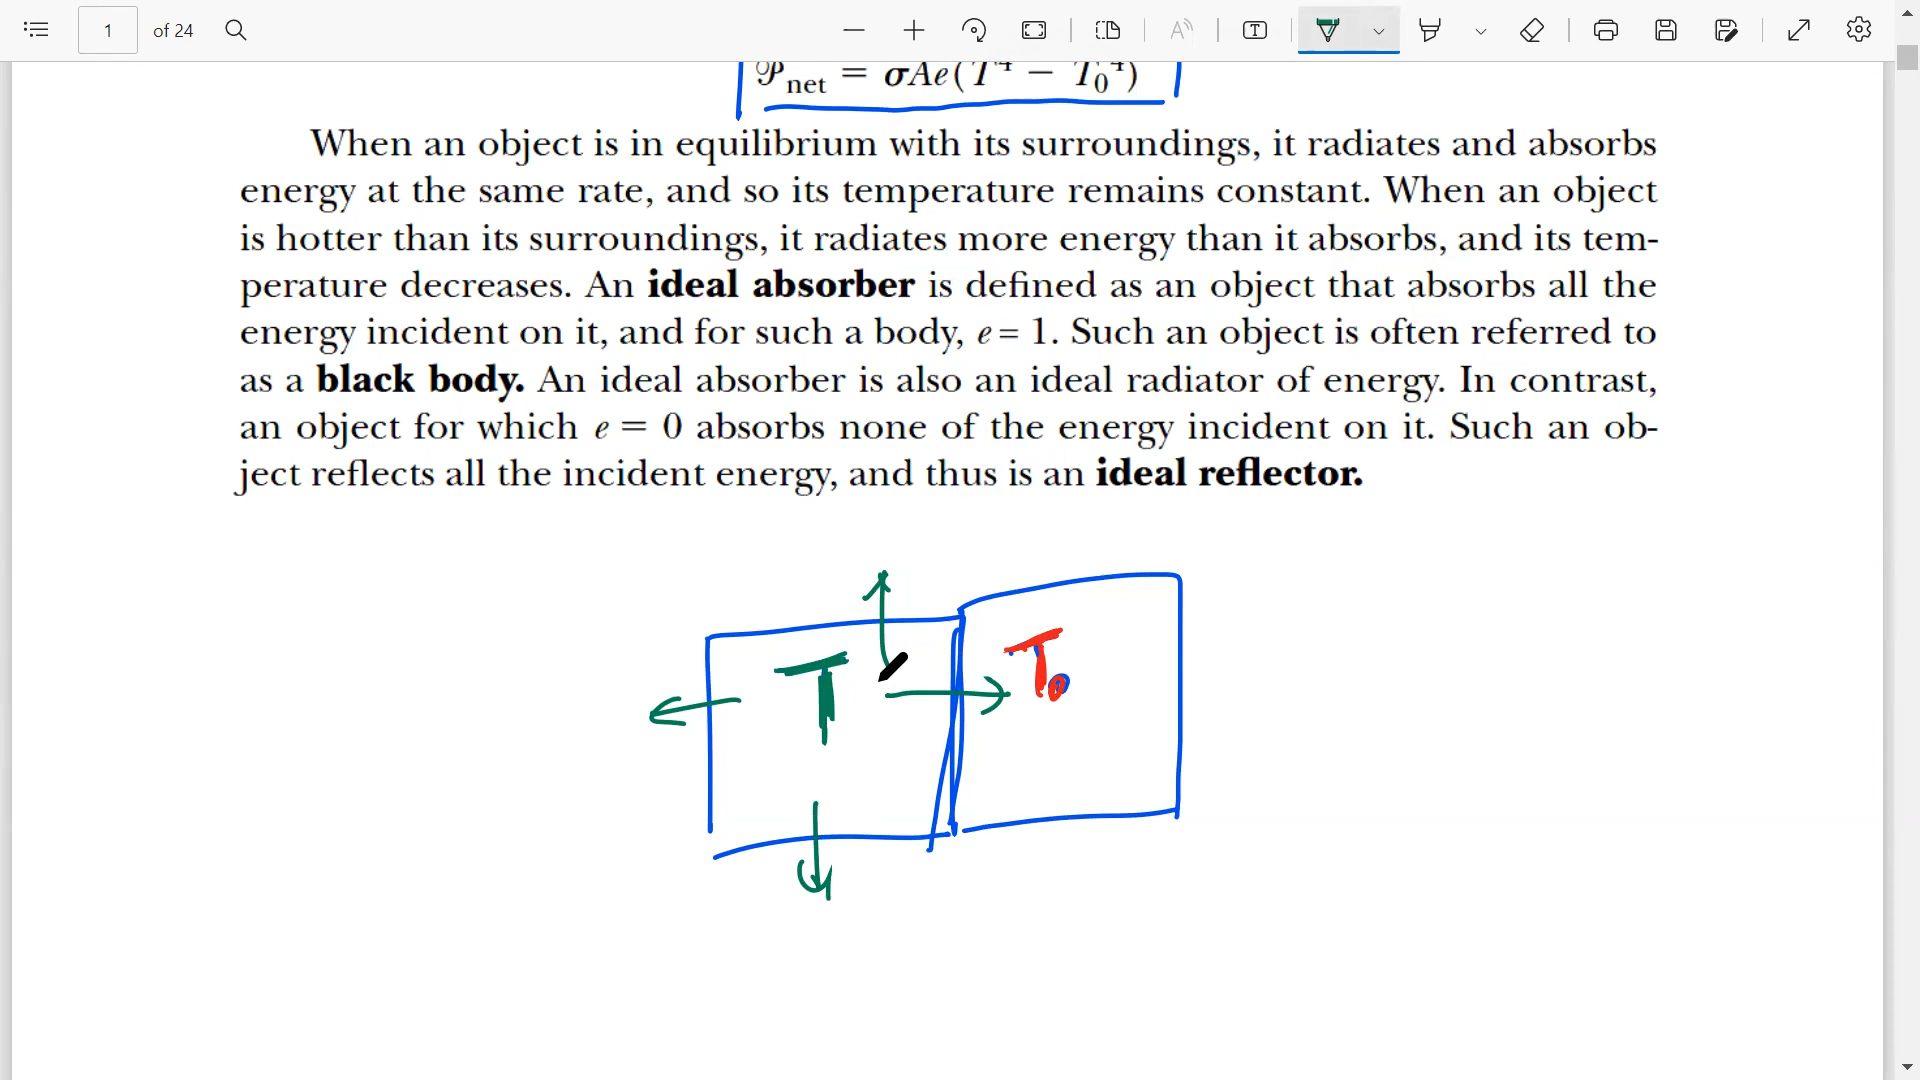 1 of 24
𝒫net = σAe(T⁴ − T₀⁴)
When an object is in equilibrium with its surroundings, it radiates and absorbs
energy at the same rate, and so its temperature remains constant. When an object
is hotter than its surroundings, it radiates more energy than it absorbs, and its tem-
perature decreases. An ideal absorber is defined as an object that absorbs all the
energy incident on it, and for such a body, e = 1. Such an object is often referred to
as a black body. An ideal absorber is also an ideal radiator of energy. In contrast,
an object for which e = 0 absorbs none of the energy incident on it. Such an ob-
ject reflects all the incident energy, and thus is an ideal reflector.
T
T₀